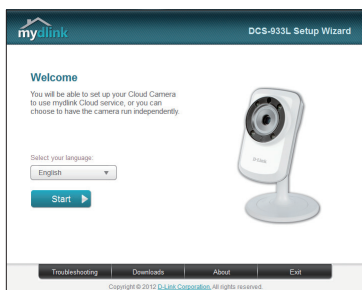 mydlink
DCS-933L Setup Wizard
Welcome
You will be able to set up your Cloud Camera
to use mydlink Cloud service, or you can
choose to have the camera run independently.
Select your language:
English
Start
D-Link
Troubleshooting Downloads About Exit
Copyright © 2012 D-Link Corporation. All rights reserved.